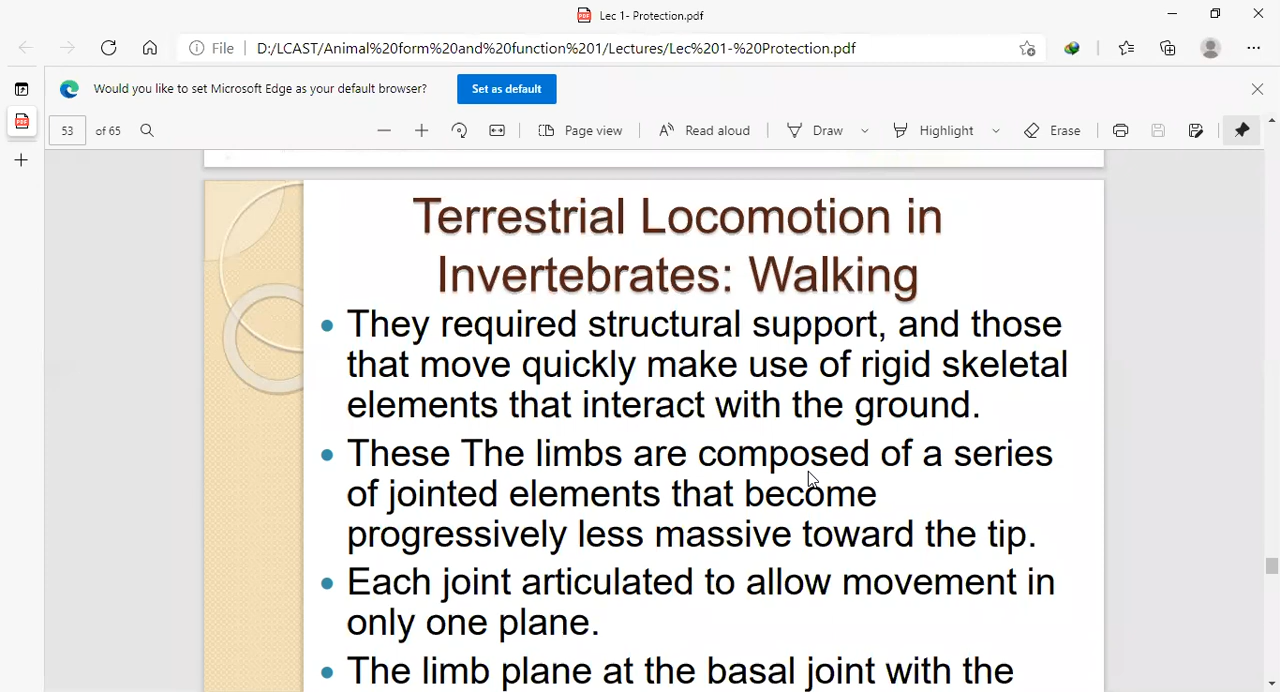 Lec 1- Protection.pdf
File D:/LCAST/Animal%20form%20and%20function%201/Lectures/Lec%201-%20Protection.pdf
Would you like to set Microsoft Edge as your default browser? Set as default
53 of 65 Page view Read aloud Draw Highlight Erase
Terrestrial Locomotion in
Invertebrates: Walking
• They required structural support, and those
that move quickly make use of rigid skeletal
elements that interact with the ground.
• These The limbs are composed of a series
of jointed elements that become
progressively less massive toward the tip.
• Each joint articulated to allow movement in
only one plane.
• The limb plane at the basal joint with the